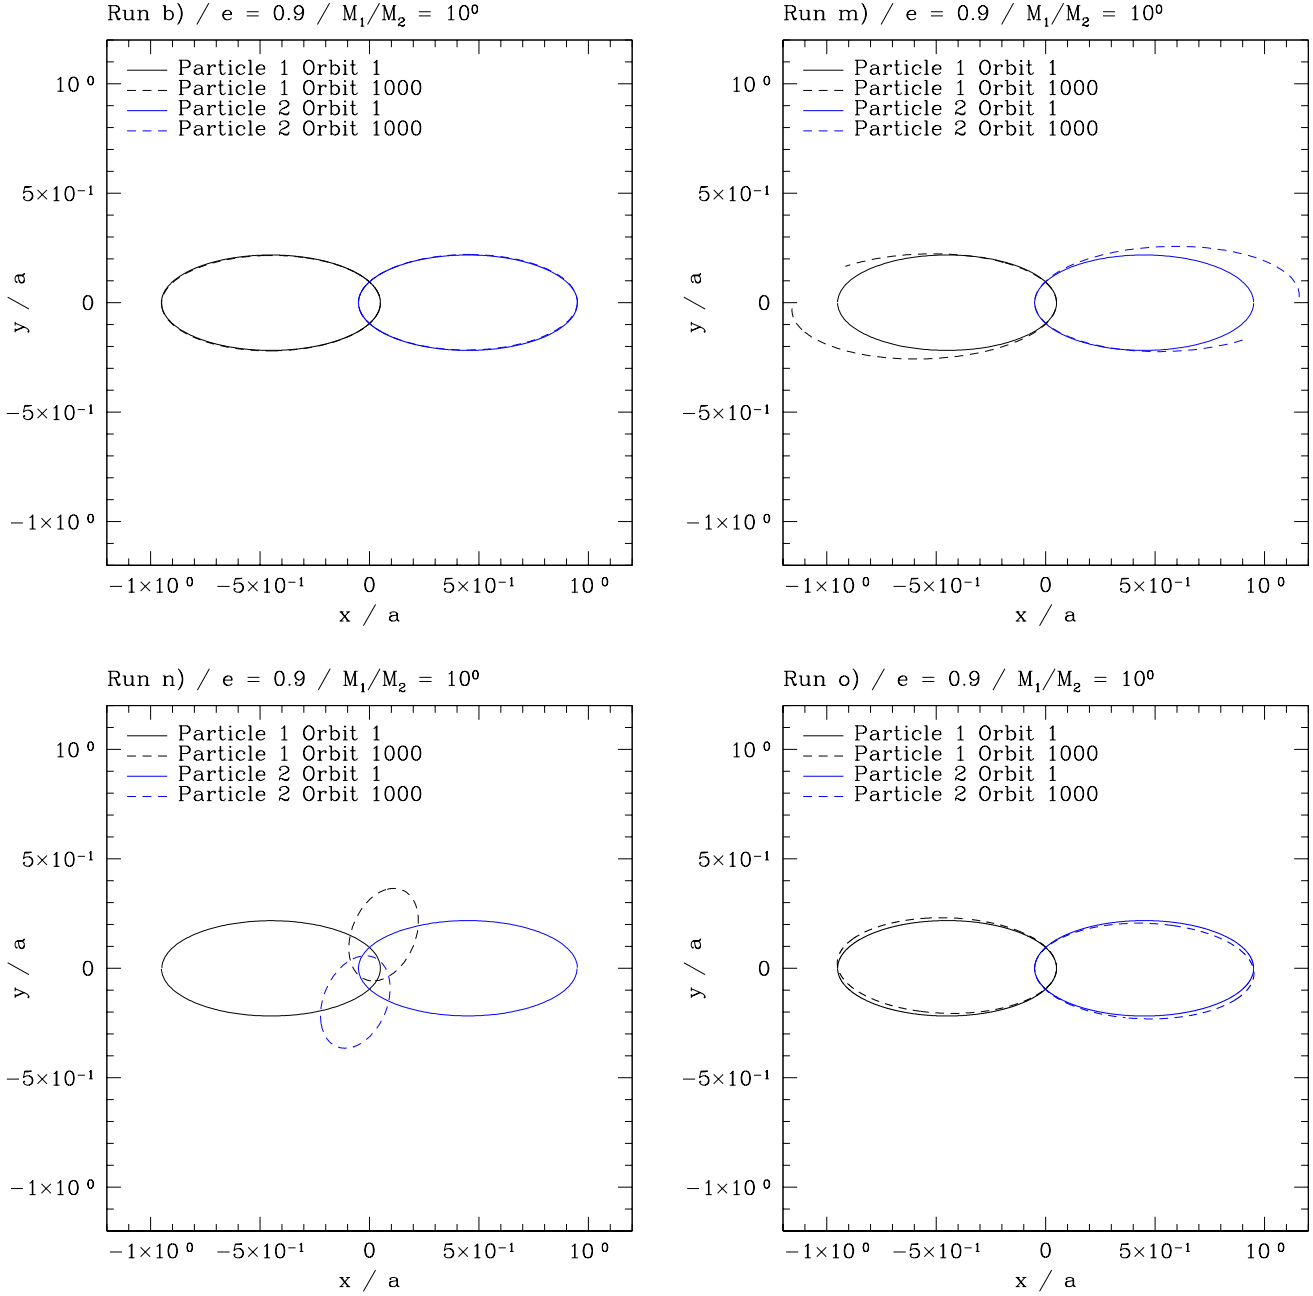 Run b) / e = 0.9 / M₁/M₂ = 10⁰
Particle 1 Orbit 1
Particle 1 Orbit 1000
Particle 2 Orbit 1
Particle 2 Orbit 1000
10⁰
5×10⁻¹
0
−5×10⁻¹
−1×10⁰
y / a
−1×10⁰ −5×10⁻¹ 0 5×10⁻¹ 10⁰
x / a
Run m) / e = 0.9 / M₁/M₂ = 10⁰
Particle 1 Orbit 1
Particle 1 Orbit 1000
Particle 2 Orbit 1
Particle 2 Orbit 1000
10⁰
5×10⁻¹
0
−5×10⁻¹
−1×10⁰
y / a
−1×10⁰ −5×10⁻¹ 0 5×10⁻¹ 10⁰
x / a
Run n) / e = 0.9 / M₁/M₂ = 10⁰
Particle 1 Orbit 1
Particle 1 Orbit 1000
Particle 2 Orbit 1
Particle 2 Orbit 1000
10⁰
5×10⁻¹
0
−5×10⁻¹
−1×10⁰
y / a
−1×10⁰ −5×10⁻¹ 0 5×10⁻¹ 10⁰
x / a
Run o) / e = 0.9 / M₁/M₂ = 10⁰
Particle 1 Orbit 1
Particle 1 Orbit 1000
Particle 2 Orbit 1
Particle 2 Orbit 1000
10⁰
5×10⁻¹
0
−5×10⁻¹
−1×10⁰
y / a
−1×10⁰ −5×10⁻¹ 0 5×10⁻¹ 10⁰
x / a